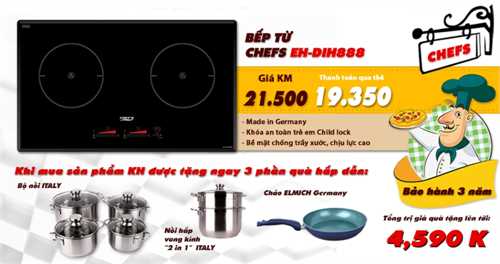 BẾP TỪ
CHEFS EH-DIH888
CHEFS
Giá KM
Thanh toán qua thẻ
21.500
19.350
- Made in Germany
- Khóa an toàn trẻ em Child lock
- Bề mặt chống trầy xước, chịu lực cao
Khi mua sản phẩm KN được tặng ngay 3 phần quà hấp dẫn:
Bảo hành 3 năm
Bộ nồi ITALY
Chảo ELMICH Germany
Nồi hấp
vung kính
"2 in 1" ITALY
Tổng trị giá quà tặng lên tới:
4,590 K